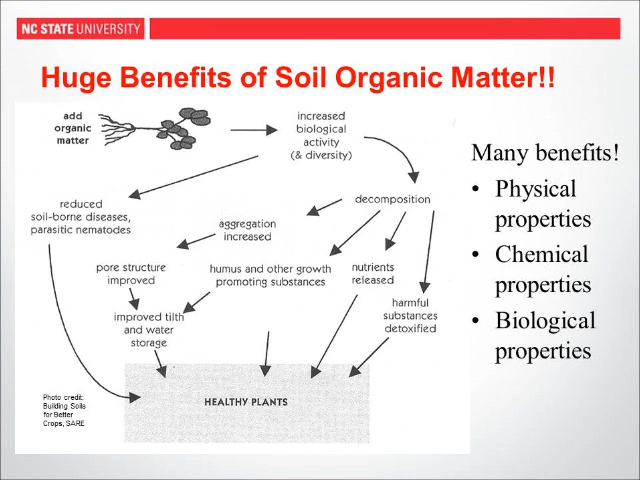 NC STATE UNIVERSITY
Huge Benefits of Soil Organic Matter!!
add
organic
matter
increased
biological
activity
(& diversity)
reduced
soil-borne diseases,
parasitic nematodes
decomposition
aggregation
increased
pore structure
improved
humus and other growth
promoting substances
nutrients
released
harmful
substances
detoxified
improved tilth
and water
storage
HEALTHY PLANTS
Photo credit:
Building Soils
for Better
Crops, SARE
Many benefits!
• Physical
properties
• Chemical
properties
• Biological
properties